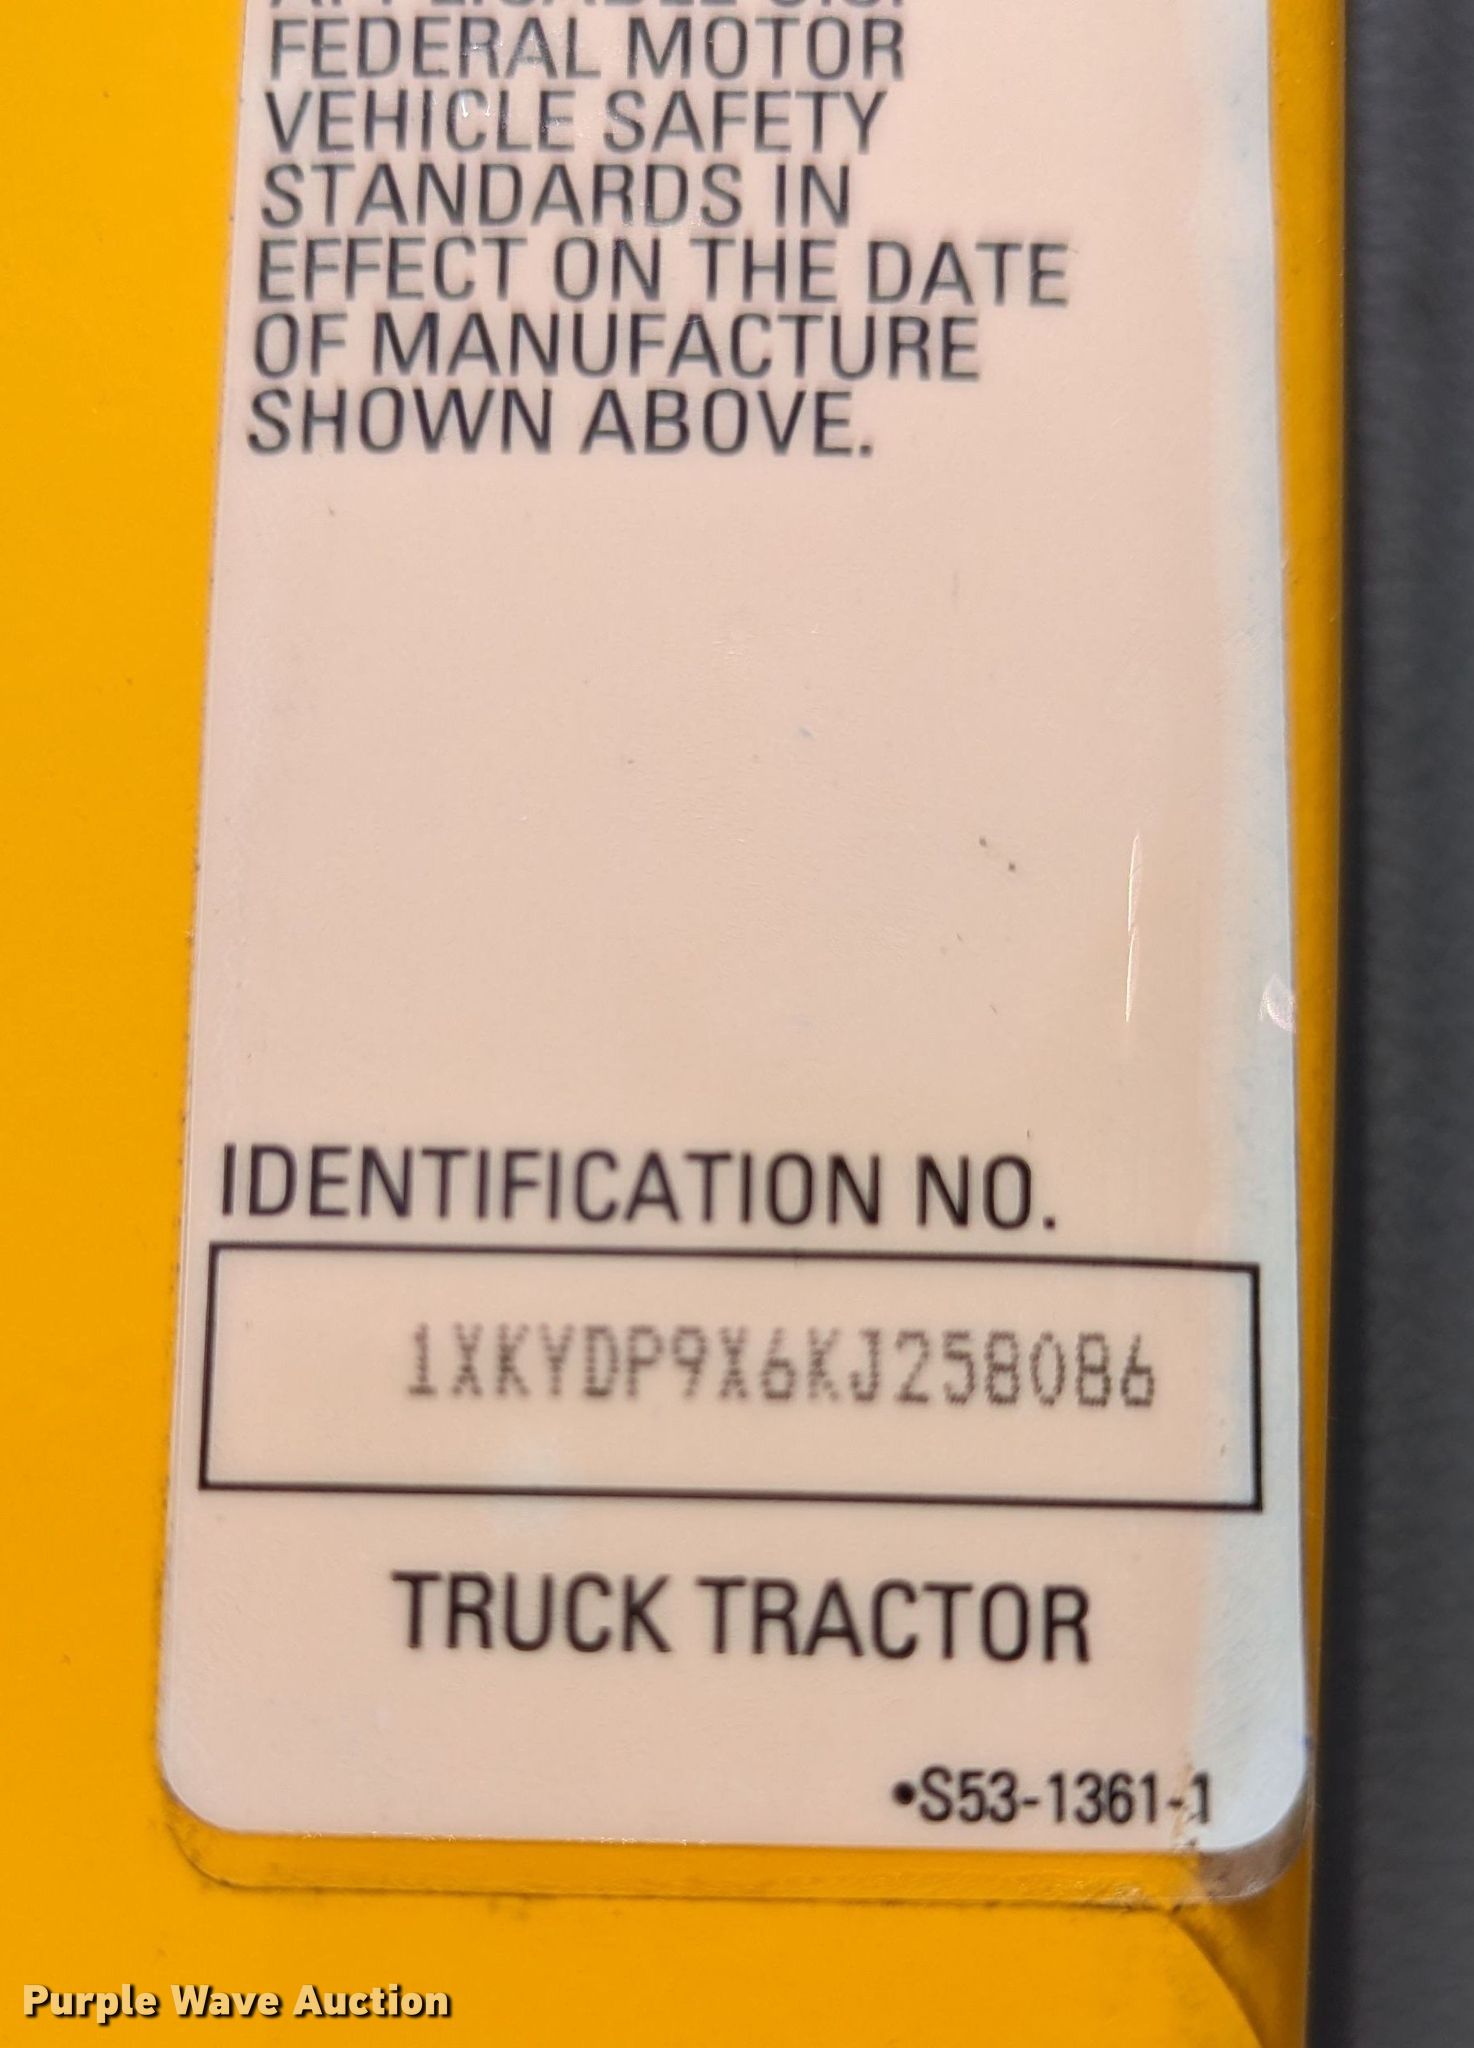 FEDERAL MOTOR
VEHICLE SAFETY
STANDARDS IN
EFFECT ON THE DATE
OF MANUFACTURE
SHOWN ABOVE.
IDENTIFICATION NO.
1XKYDP9X6KJ258086
TRUCK TRACTOR
•S53-1361-1
Purple Wave Auction